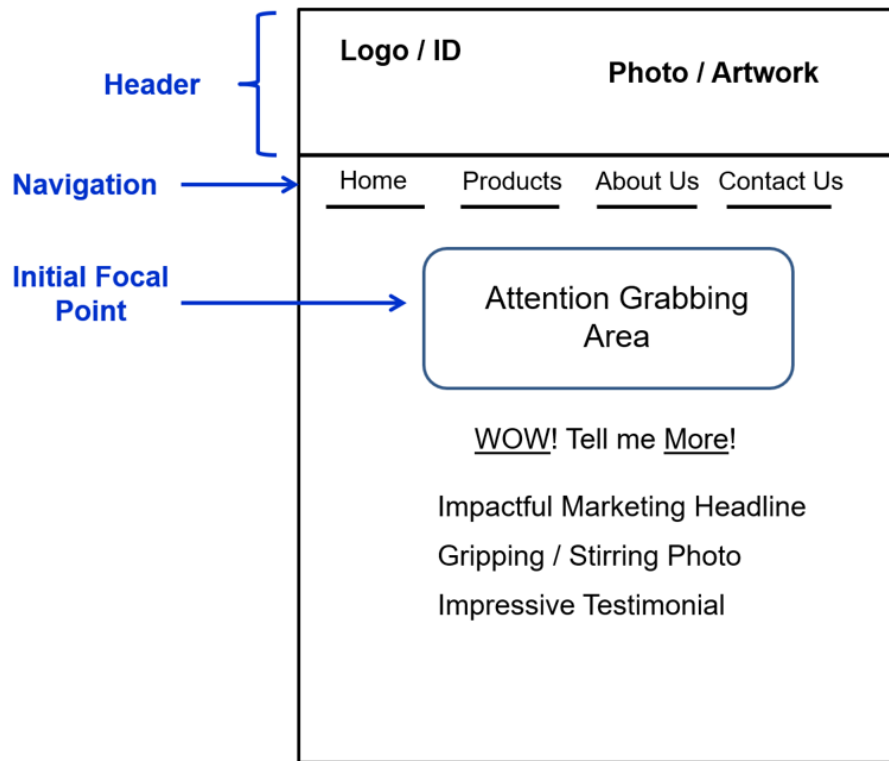 Logo / ID
Photo / Artwork
Header
Navigation
Home
Products
About Us
Contact Us
Initial Focal
Point
Attention Grabbing
Area
WOW! Tell me More!
Impactful Marketing Headline
Gripping / Stirring Photo
Impressive Testimonial